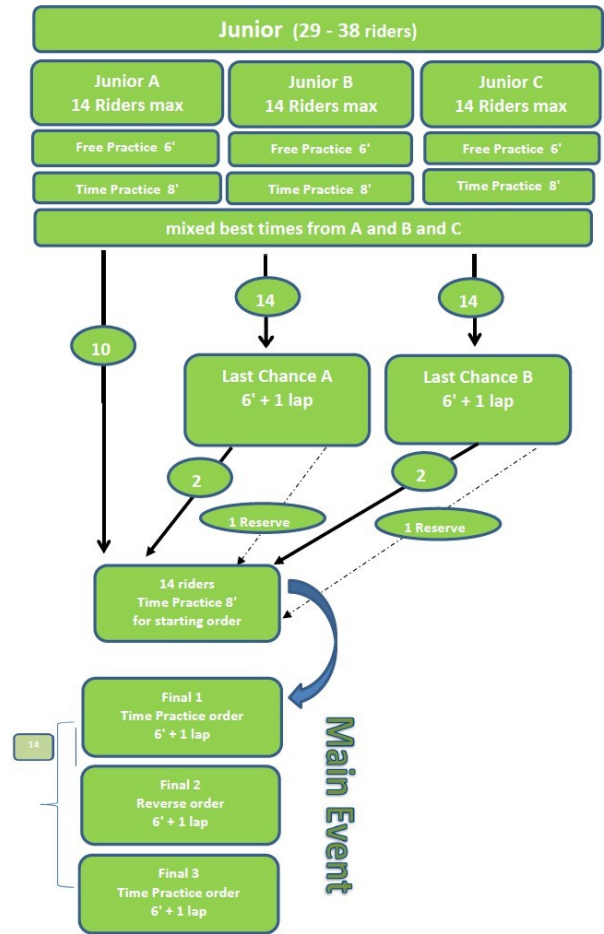 Junior (29 - 38 riders)
Junior A
14 Riders max
Junior B
14 Riders max
Junior C
14 Riders max
Free Practice 6'
Free Practice 6'
Free Practice 6'
Time Practice 8'
Time Practice 8'
Time Practice 8'
mixed best times from A and B and C
14
14
10
Last Chance A
6' + 1 lap
Last Chance B
6' + 1 lap
2
2
1 Reserve
1 Reserve
14 riders
Time Practice 8'
for starting order
Final 1
Time Practice order
6' + 1 lap
14
Final 2
Reverse order
6' + 1 lap
Final 3
Time Practice order
6' + 1 lap
Main Event